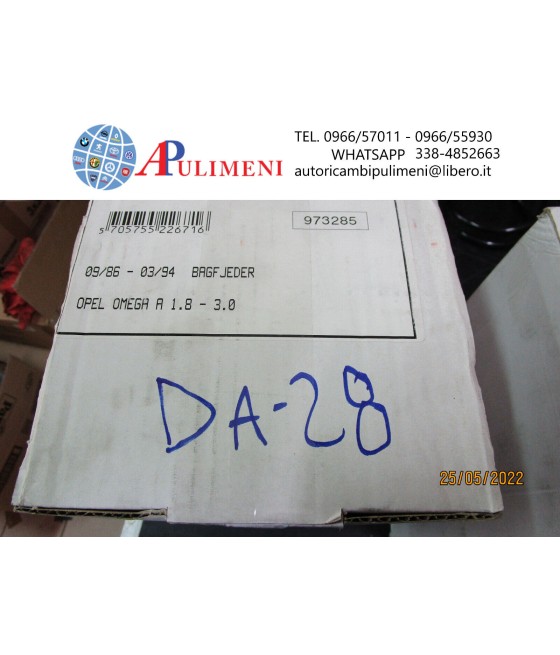 APULIMENI
TEL. 0966/57011 - 0966/55930
WHATSAPP 338-4852663
autoricambipulimeni@libero.it
5 705755 226716
973285
09/86 - 03/94 BAGFJEDER
OPEL OMEGA A 1.8 - 3.0
DA-28
25/05/2022